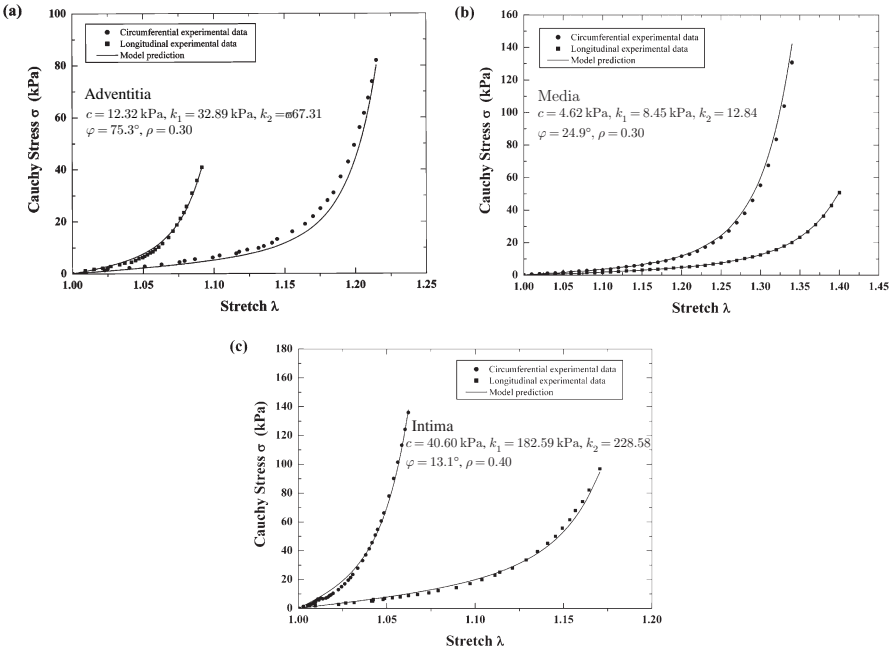 (a)
80
60
40
20
0
Cauchy Stress σ (kPa)
Circumferential experimental data
Longitudinal experimental data
Model prediction
Adventitia
c = 12.32 kPa, k1 = 32.89 kPa, k2 = 67.31
φ = 75.3°, ρ = 0.30
1.00 1.05 1.10 1.15 1.20 1.25
Stretch λ
(b)
160
140
120
100
80
60
40
20
0
Cauchy Stress σ (kPa)
Circumferential experimental data
Longitudinal experimental data
Model prediction
Media
c = 4.62 kPa, k1 = 8.45 kPa, k2 = 12.84
φ = 24.9°, ρ = 0.30
1.00 1.05 1.10 1.15 1.20 1.25 1.30 1.35 1.40 1.45
Stretch λ
(c)
180
160
140
120
100
80
60
40
20
0
Cauchy Stress σ (kPa)
Circumferential experimental data
Longitudinal experimental data
Model prediction
Intima
c = 40.60 kPa, k1 = 182.59 kPa, k2 = 228.58
φ = 13.1°, ρ = 0.40
1.00 1.05 1.10 1.15 1.20
Stretch λ